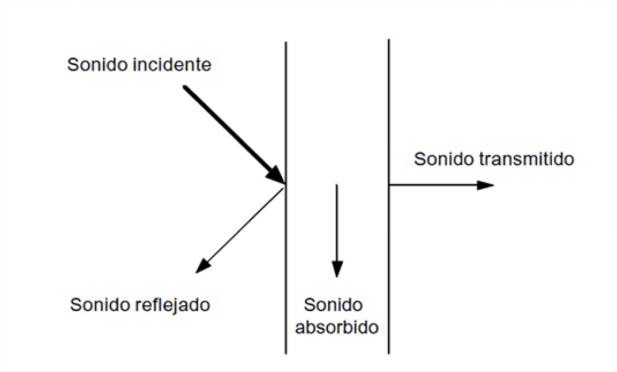 Sonido incidente
Sonido transmitido
Sonido reflejado
Sonido
absorbido